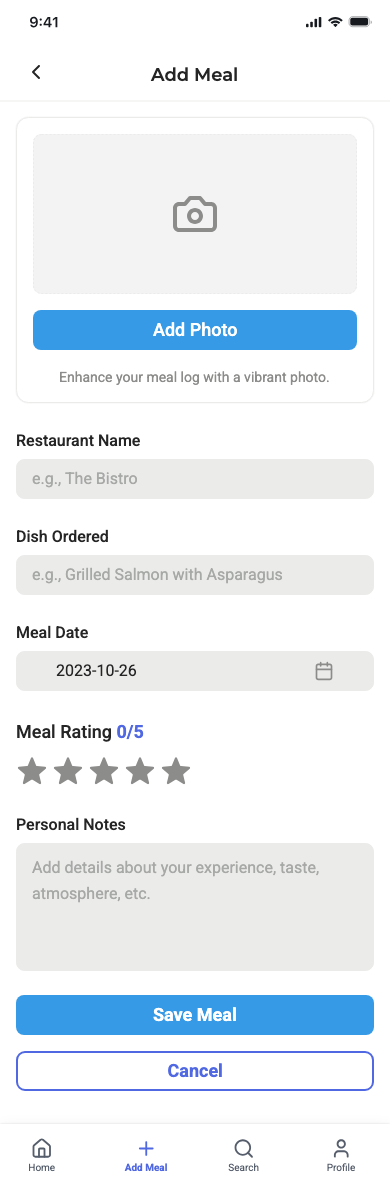 9:41
Add Meal
Add Photo
Enhance your meal log with a vibrant photo.
Restaurant Name
e.g., The Bistro
Dish Ordered
e.g., Grilled Salmon with Asparagus
Meal Date
2023-10-26
Meal Rating 0/5
Personal Notes
Add details about your experience, taste,
atmosphere, etc.
Save Meal
Cancel
Home Add Meal Search Profile